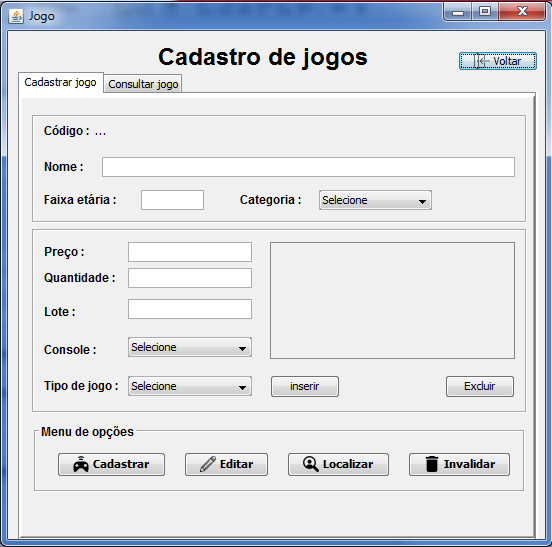 Jogo
Cadastro de jogos
Voltar
Cadastrar jogo Consultar jogo
Código : ...
Nome :
Faixa etária : Categoria : Selecione
Preço :
Quantidade :
Lote :
Console : Selecione
Tipo de jogo : Selecione inserir Excluir
Menu de opções
Cadastrar Editar Localizar Invalidar